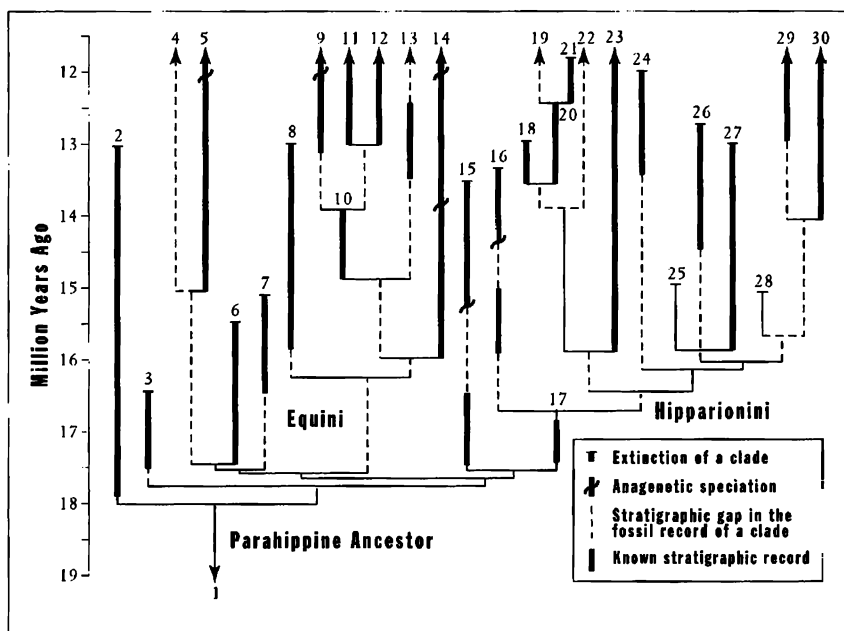 4 5 9 11 12 13 14 19 21 22 23 24 29 30
12
20
26
13
2 8 18 27
16
15
14
10
15
25 28
7
6
16
3
17
Equini Hipparionini
17
18
Parahippine Ancestor
19
1
Million Years Ago
Extinction of a clade
Anagenetic speciation
Stratigraphic gap in the
fossil record of a clade
Known stratigraphic record